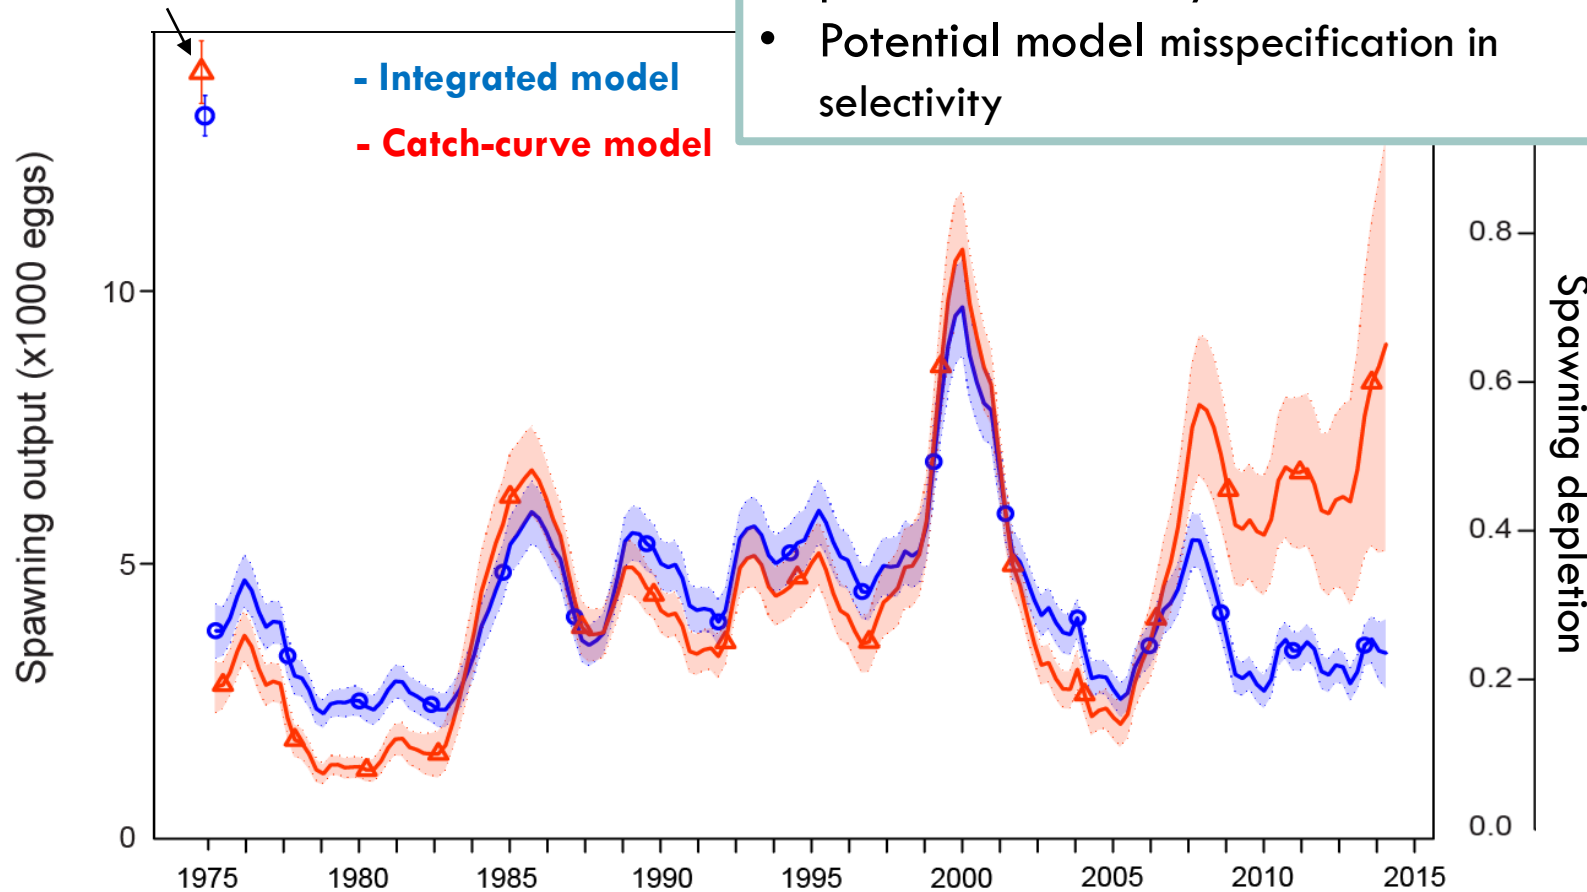 • Potential model misspecification in
selectivity
- Integrated model
- Catch-curve model
Spawning output (x1000 eggs)
10
5
0
0.8
0.6
0.4
0.2
0.0
Spawning depletion
1975 1980 1985 1990 1995 2000 2005 2010 2015